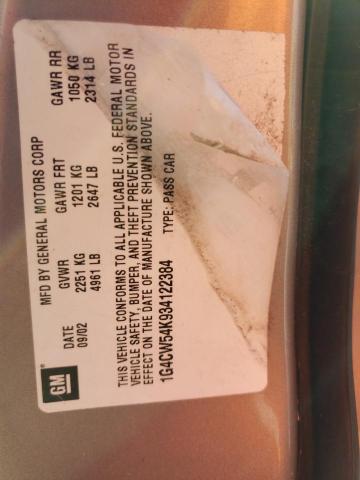 GM
MFD BY GENERAL MOTORS CORP
DATE GVWR GAWR FRT GAWR RR
09/02 2251 KG 1201 KG 1050 KG
4961 LB 2647 LB 2314 LB
THIS VEHICLE CONFORMS TO ALL APPLICABLE U.S. FEDERAL MOTOR
VEHICLE SAFETY, BUMPER, AND THEFT PREVENTION STANDARDS IN
EFFECT ON THE DATE OF MANUFACTURE SHOWN ABOVE.
1G4CW54K934122384 TYPE: PASS CAR